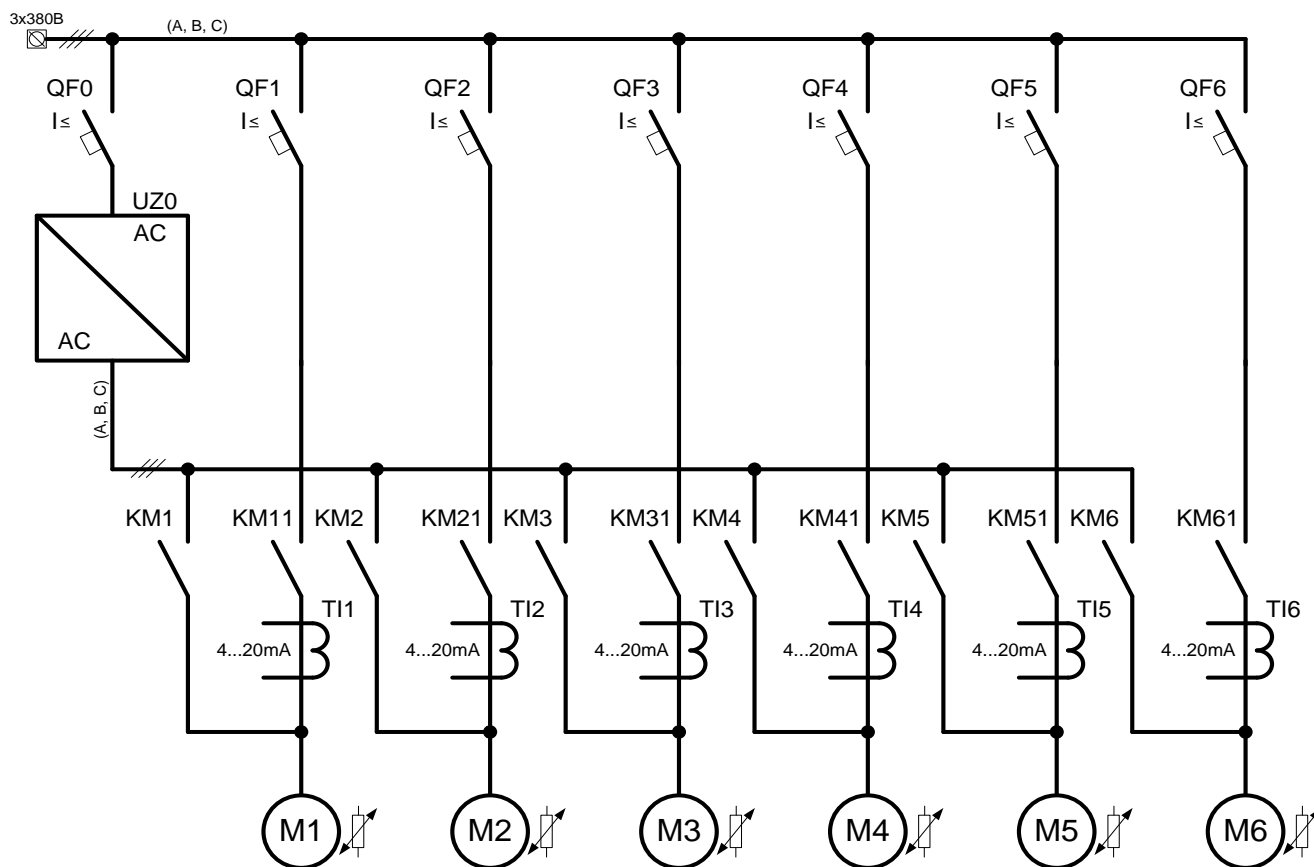 3x380В
(A, B, C)
QF0 QF1 QF2 QF3 QF4 QF5 QF6
I≤ I≤ I≤ I≤ I≤ I≤ I≤
UZ0
AC
AC
(A, B, C)
KM1 KM11 KM2 KM21 KM3 KM31 KM4 KM41 KM5 KM51 KM6 KM61
TI1 TI2 TI3 TI4 TI5 TI6
4...20mA 4...20mA 4...20mA 4...20mA 4...20mA 4...20mA
M1 M2 M3 M4 M5 M6